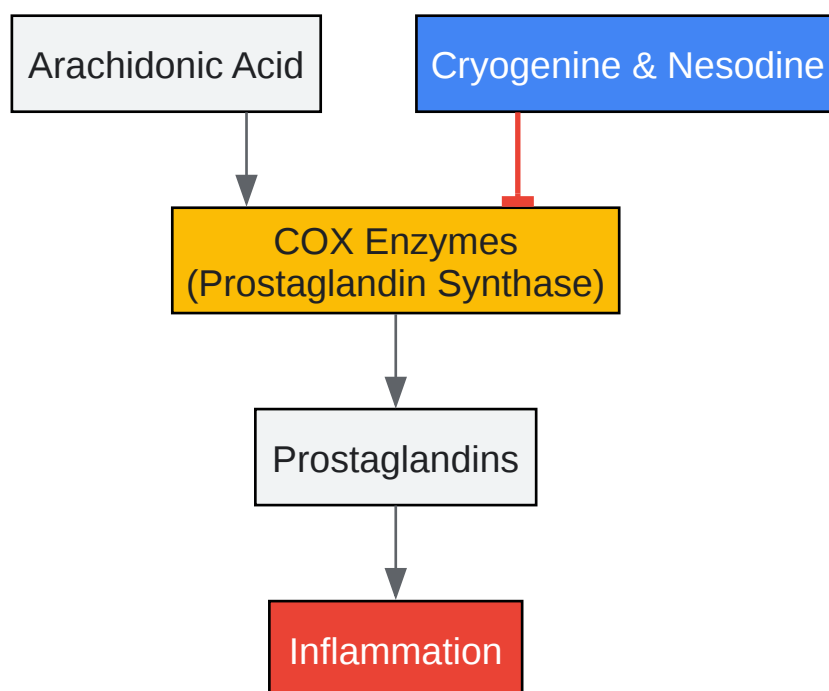 Arachidonic Acid
Cryogenine & Nesodine
COX Enzymes
(Prostaglandin Synthase)
Prostaglandins
Inflammation